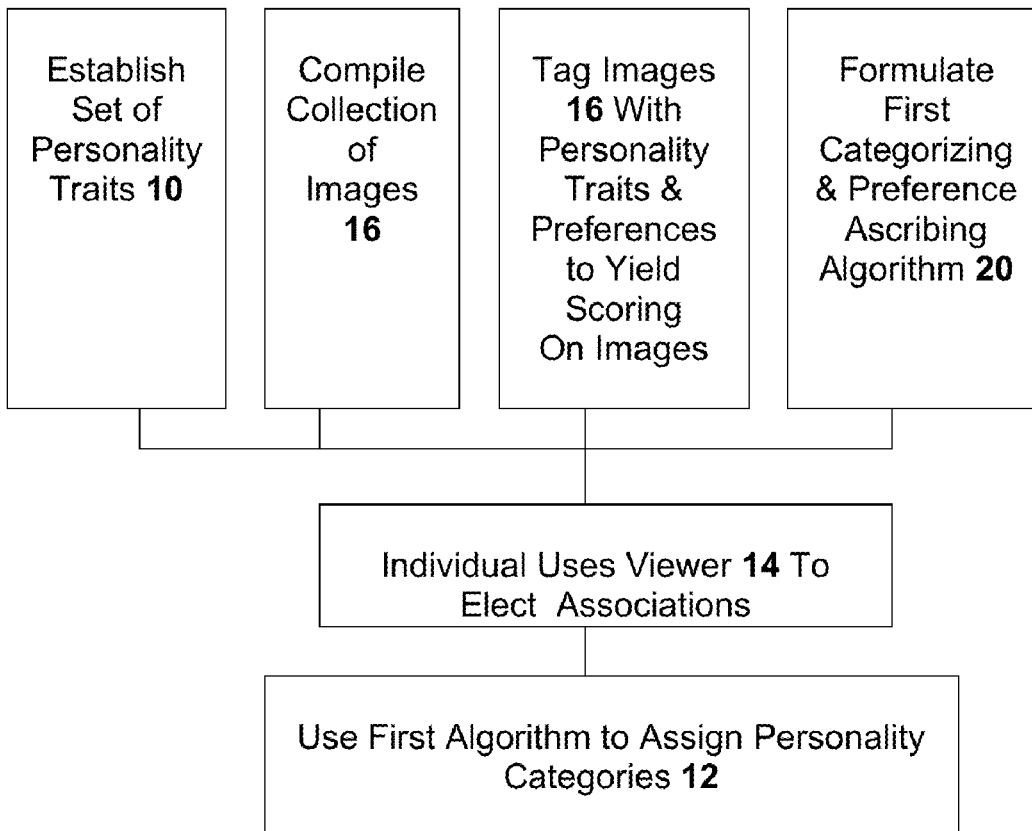 Establish
Set of
Personality
Traits 10
Compile
Collection
of
Images
16
Tag Images
16 With
Personality
Traits &
Preferences
to Yield
Scoring
On Images
Formulate
First
Categorizing
& Preference
Ascribing
Algorithm 20
Individual Uses Viewer 14 To
Elect Associations
Use First Algorithm to Assign Personality
Categories 12